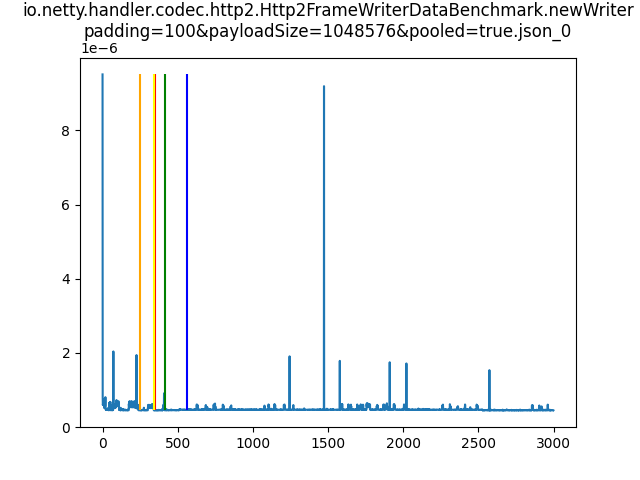 io.netty.handler.codec.http2.Http2FrameWriterDataBenchmark.newWriter
padding=100&payloadSize=1048576&pooled=true.json_0
1e−6
8
6
4
2
0
0 500 1000 1500 2000 2500 3000